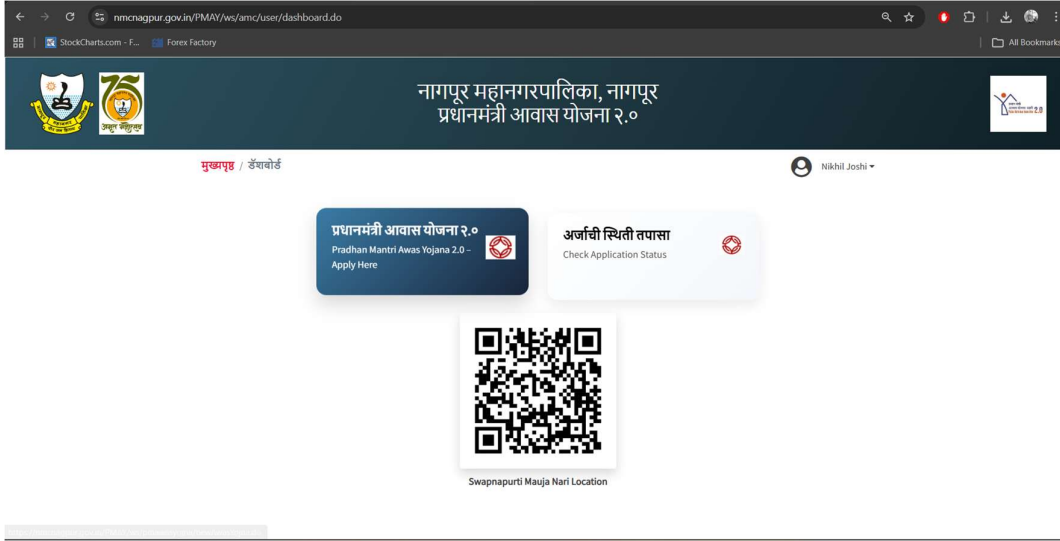 nmcnagpur.gov.in/PMAY/ws/amc/user/dashboard.do
StockCharts.com - F...
Forex Factory
All Bookmarks
नागपूर महानगरपालिका, नागपूर
प्रधानमंत्री आवास योजना २.०
मुख्यपृष्ठ / डॅशबोर्ड
Nikhil Joshi
प्रधानमंत्री आवास योजना २.०
Pradhan Mantri Awas Yojana 2.0 –
Apply Here
अर्जाची स्थिती तपासा
Check Application Status
Swapnapurti Mauja Nari Location